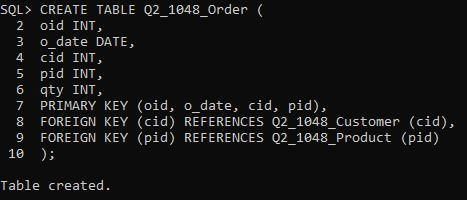 SQL> CREATE TABLE Q2_1048_Order (
2 oid INT,
3 o_date DATE,
4 cid INT,
5 pid INT,
6 qty INT,
7 PRIMARY KEY (oid, o_date, cid, pid),
8 FOREIGN KEY (cid) REFERENCES Q2_1048_Customer (cid),
9 FOREIGN KEY (pid) REFERENCES Q2_1048_Product (pid)
10 );
Table created.